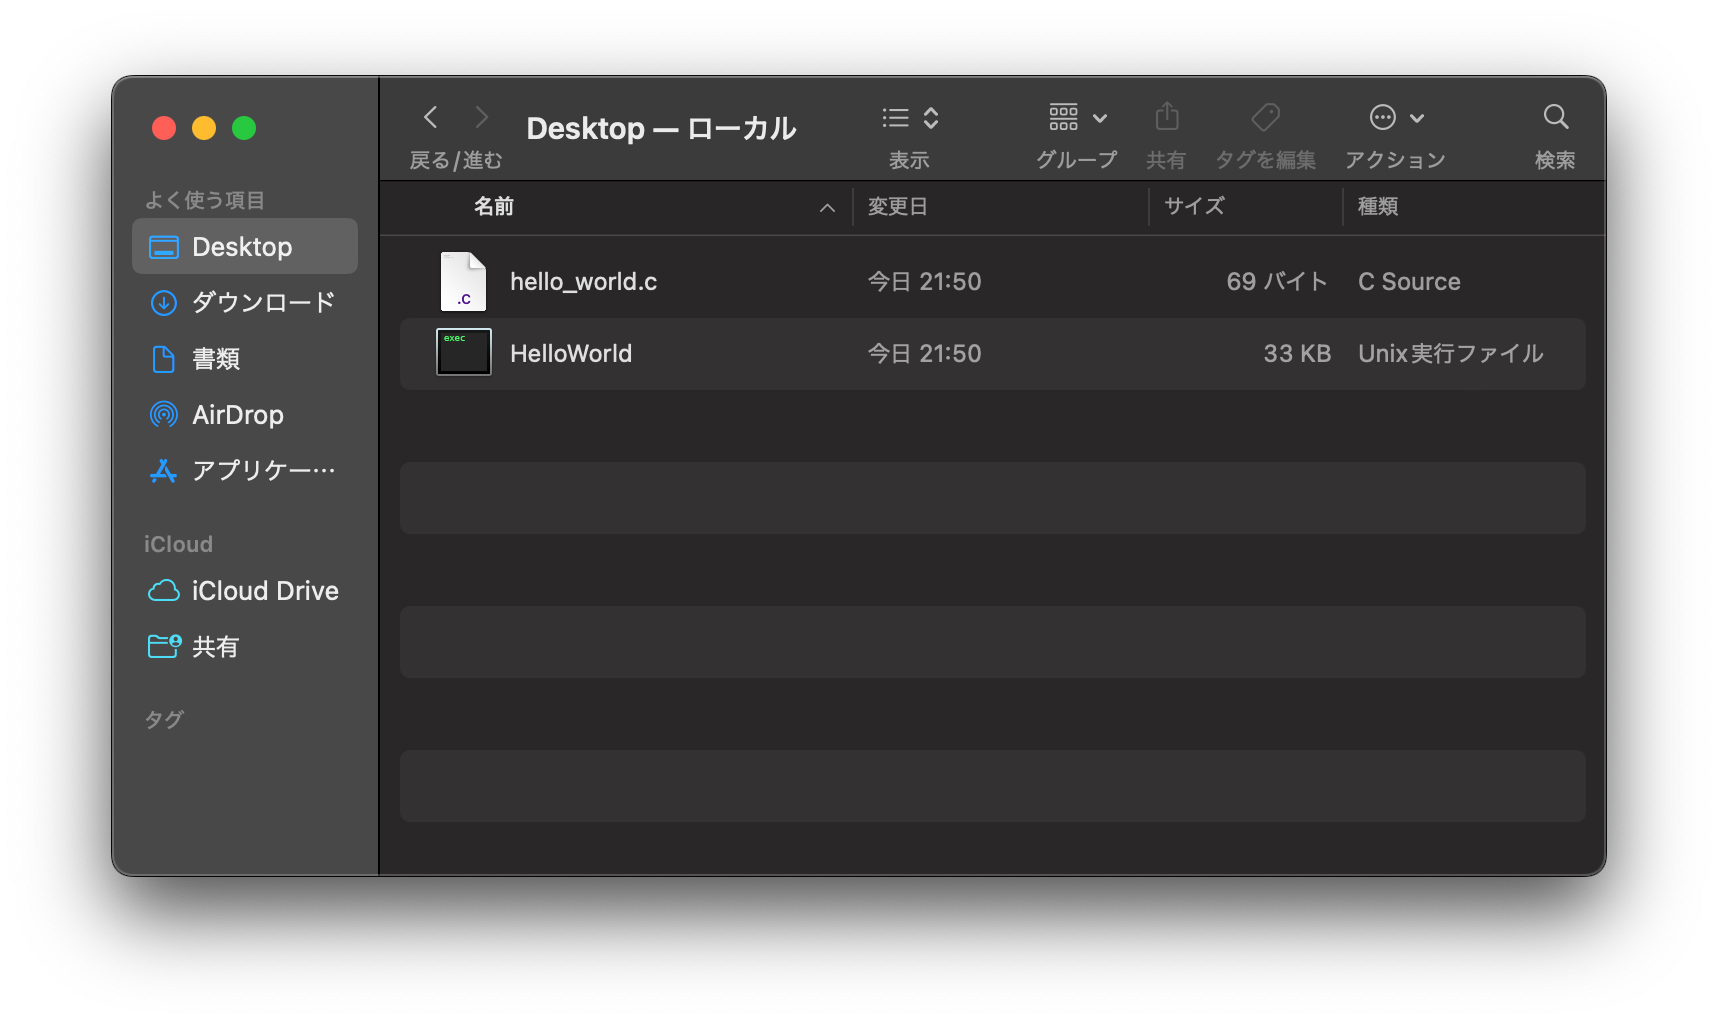 よく使う項目
Desktop
ダウンロード
書類
AirDrop
アプリケー…
iCloud
iCloud Drive
共有
タグ
戻る/進む
Desktop — ローカル
表示
グループ
共有
タグを編集
アクション
検索
名前 変更日 サイズ 種類
.C
hello_world.c 今日 21:50 69 バイト C Source
exec
HelloWorld 今日 21:50 33 KB Unix実行ファイル